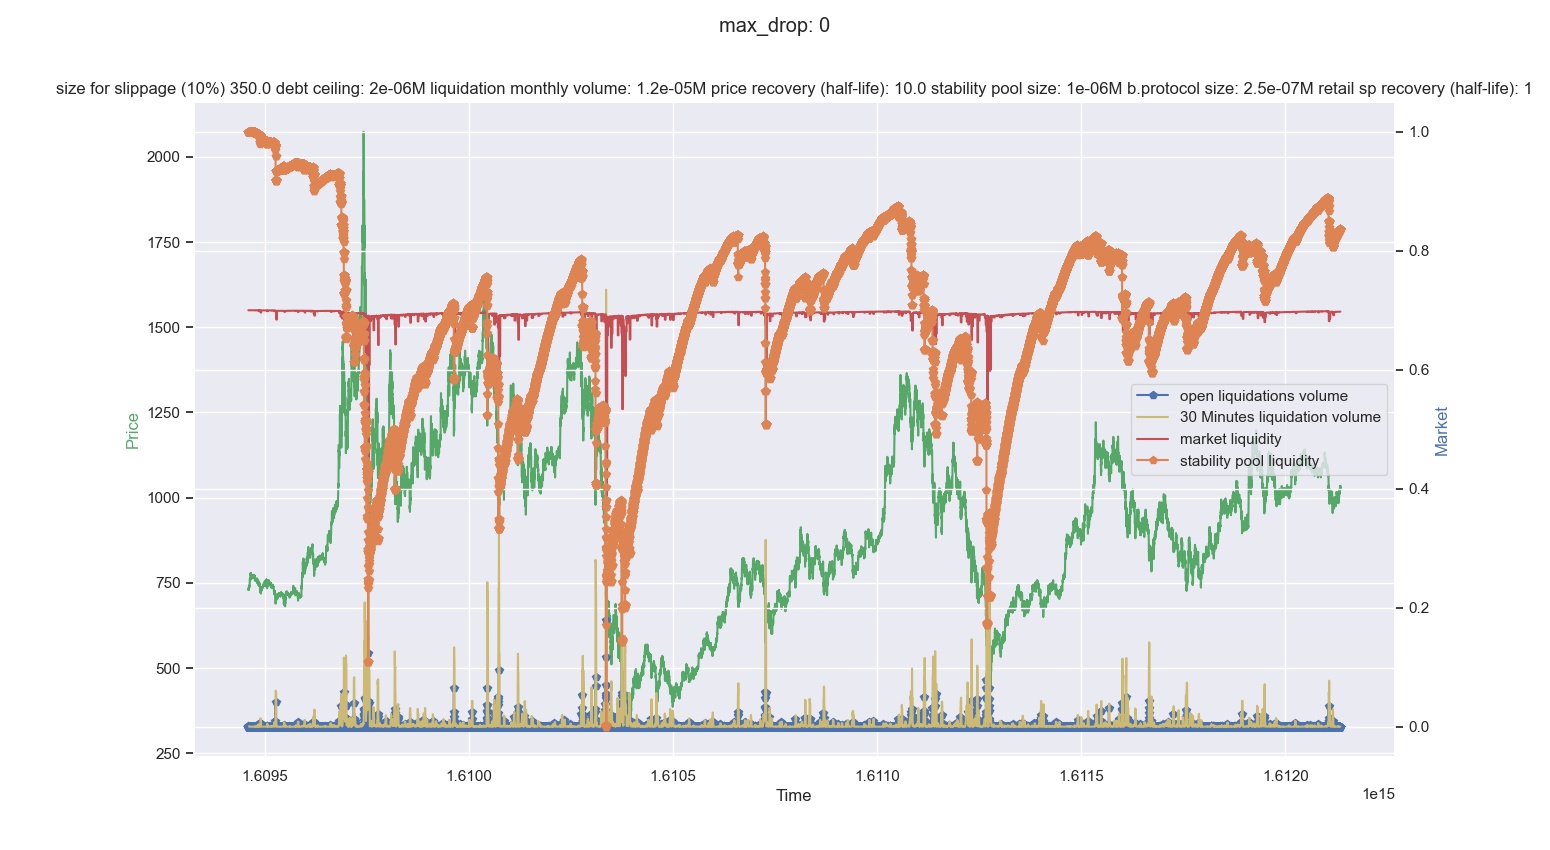 max_drop: 0
size for slippage (10%) 350.0 debt ceiling: 2e-06M liquidation monthly volume: 1.2e-05M price recovery (half-life): 10.0 stability pool size: 1e-06M b.protocol size: 2.5e-07M retail sp recovery (half-life): 1
2000
1750
1500
1250
1000
750
500
250
Price
1.0
0.8
0.6
0.4
0.2
0.0
Market
open liquidations volume
30 Minutes liquidation volume
market liquidity
stability pool liquidity
1.6095 1.6100 1.6105 1.6110 1.6115 1.6120
Time
1e15